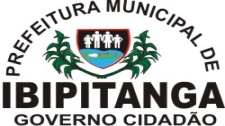 PREFEITURA MUNICIPAL DE
IBIPITANGA
GOVERNO CIDADÃO